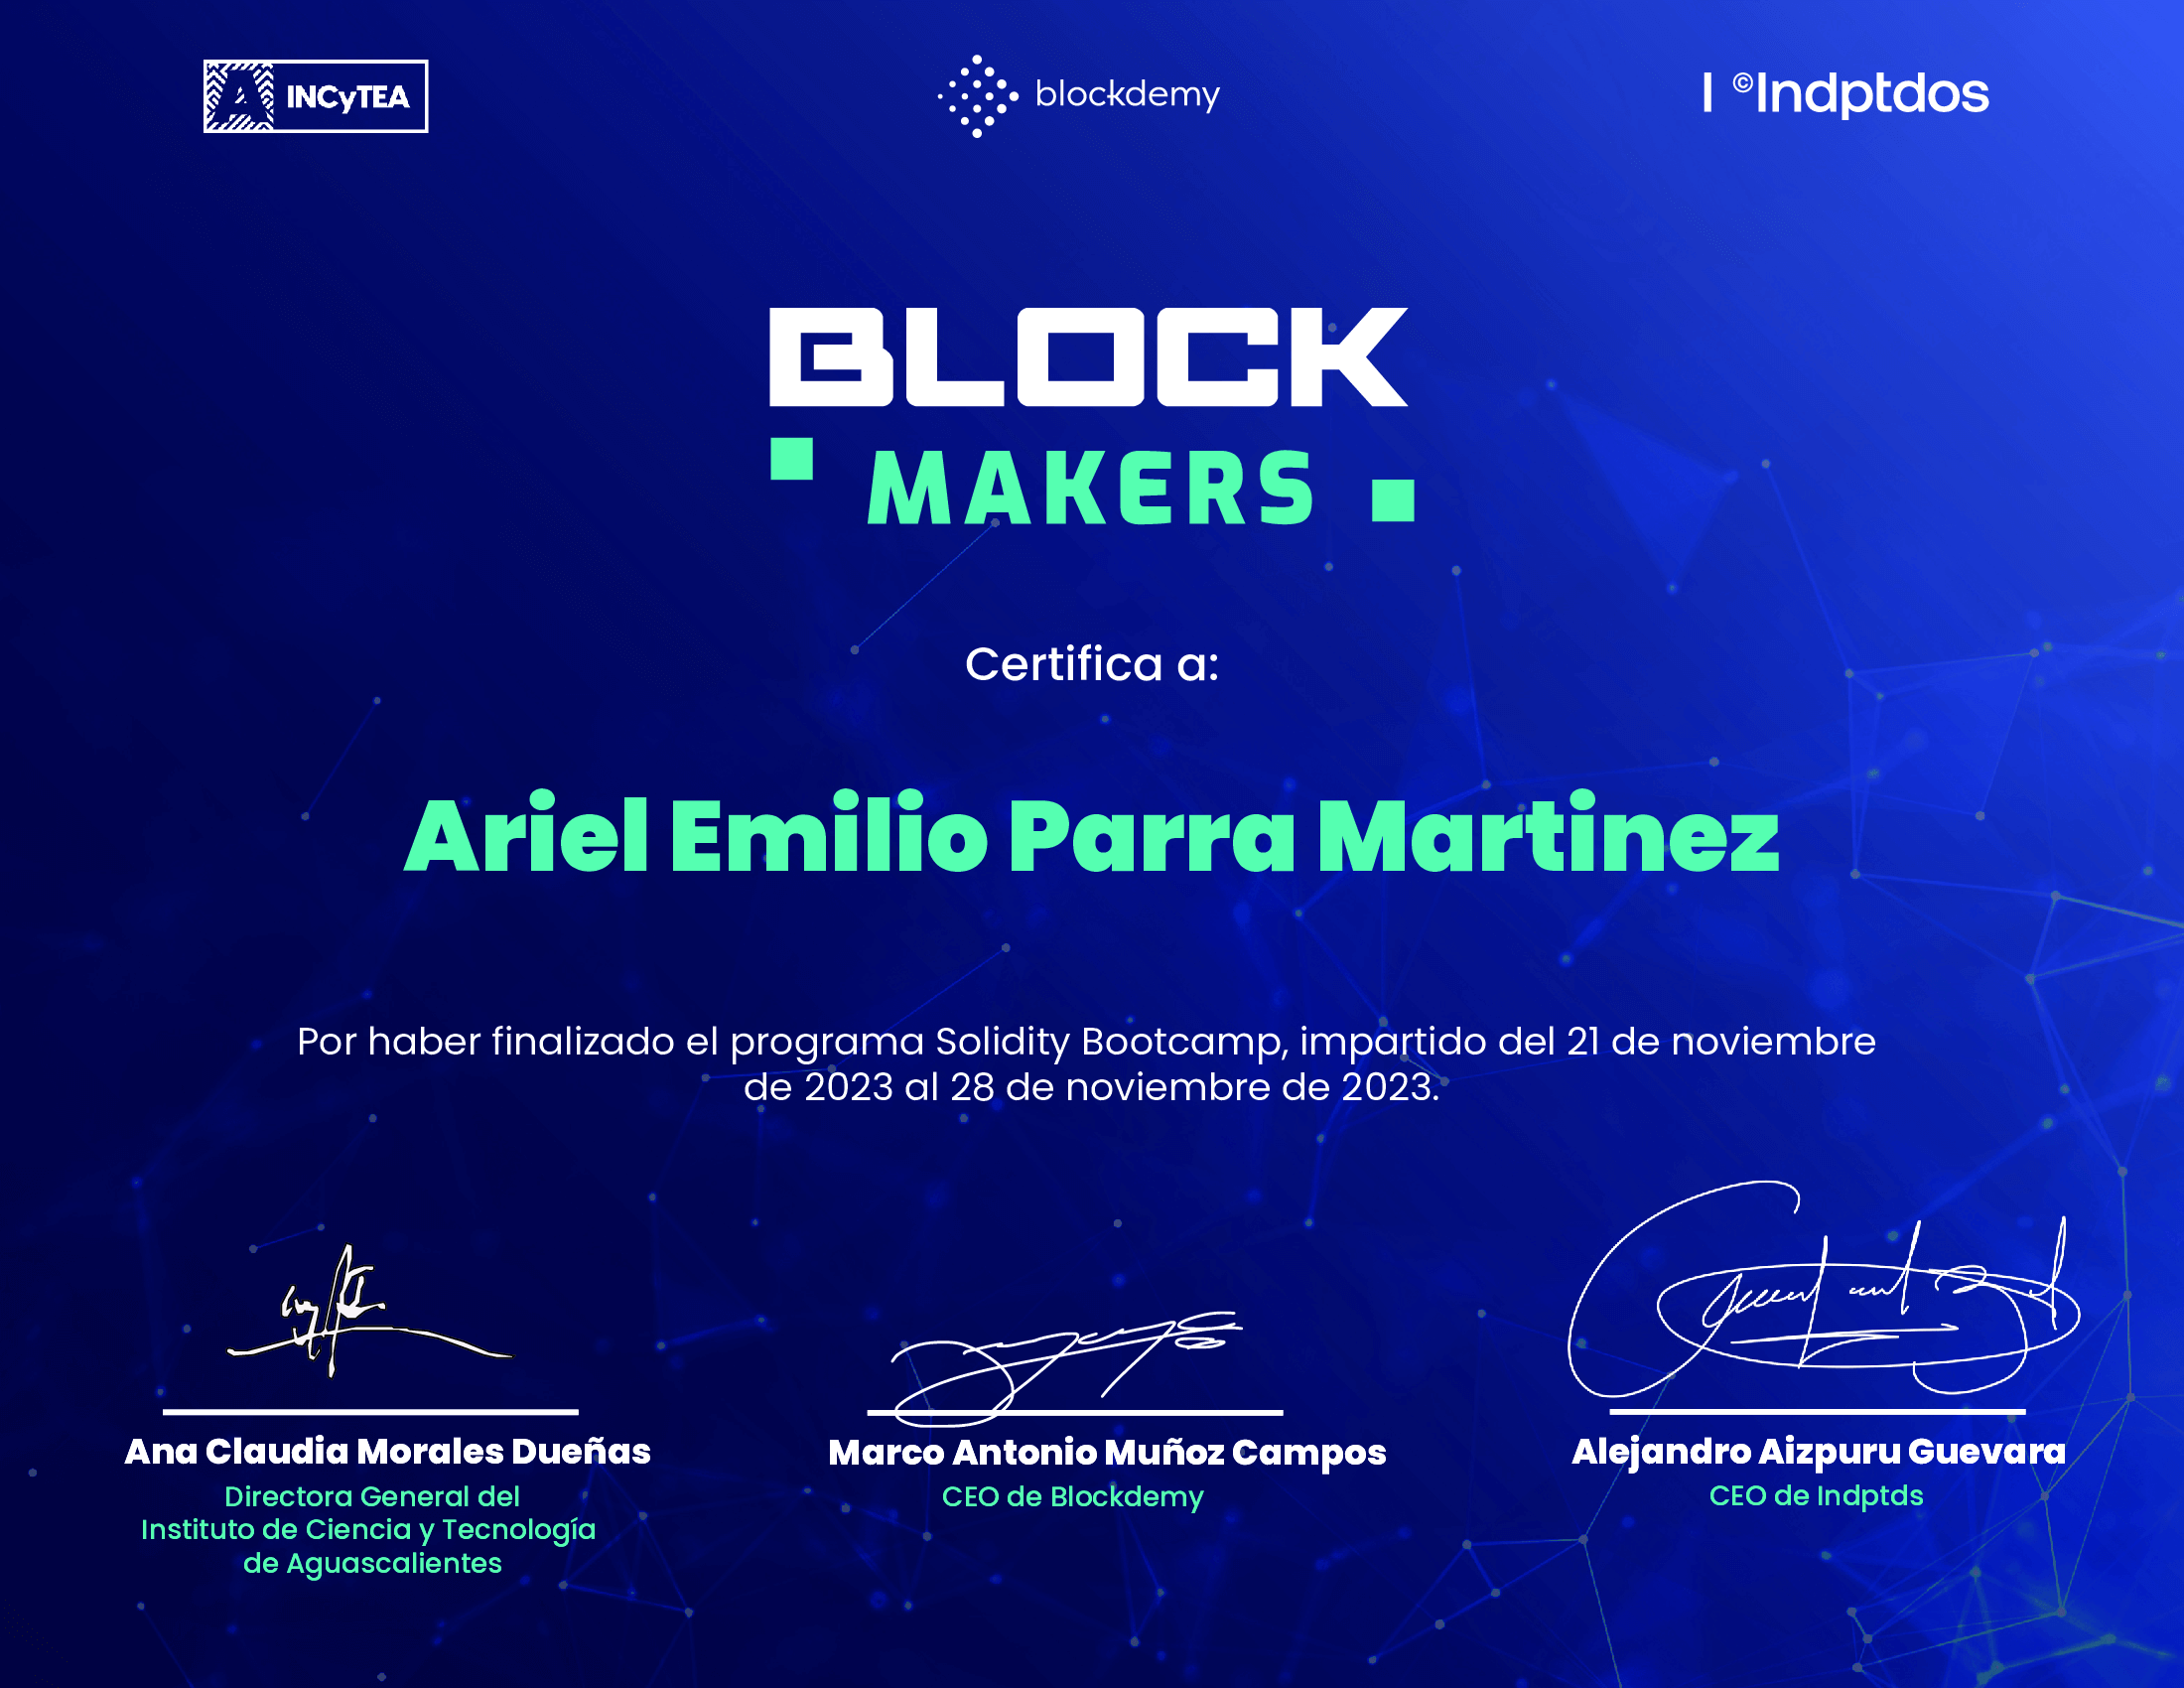 INCyTEA
blockdemy
I ©Indptdos
BLOCK
MAKERS
Certifica a:
Ariel Emilio Parra Martinez
Por haber finalizado el programa Solidity Bootcamp, impartido del 21 de noviembre
de 2023 al 28 de noviembre de 2023.
Ana Claudia Morales Dueñas
Directora General del
Instituto de Ciencia y Tecnología
de Aguascalientes
Marco Antonio Muñoz Campos
CEO de Blockdemy
Alejandro Aizpuru Guevara
CEO de Indptds